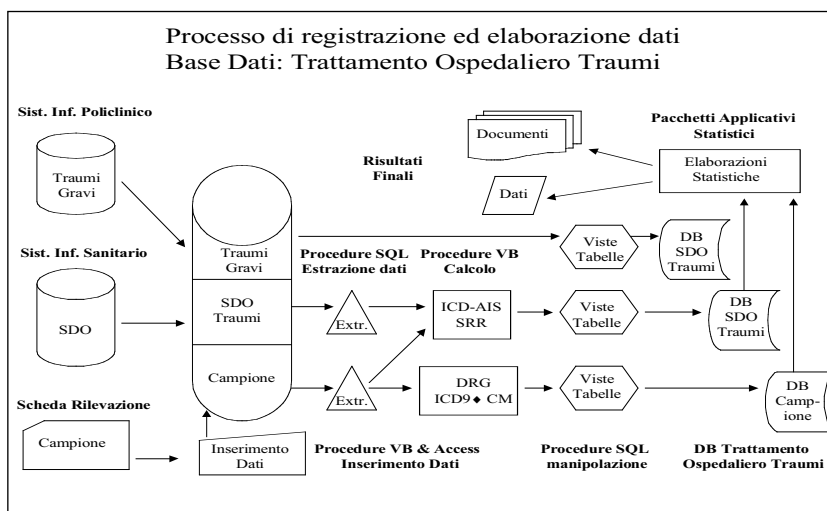 Processo di registrazione ed elaborazione dati
Base Dati: Trattamento Ospedaliero Traumi
Sist. Inf. Policlinico
Traumi
Gravi
Documenti
Pacchetti Applicativi
Statistici
Risultati
Finali
Elaborazioni
Statistiche
Dati
Sist. Inf. Sanitario
SDO
Traumi
Gravi
Procedure SQL
Estrazione dati
Procedure VB
Calcolo
Viste
Tabelle
DB
SDO
Traumi
SDO
Traumi
Extr.
ICD-AIS
SRR
Viste
Tabelle
DB
SDO
Traumi
Campione
Extr.
DRG
ICD9♦ CM
Viste
Tabelle
DB
Camp-
ione
Scheda Rilevazione
Campione
Inserimento
Dati
Procedure VB & Access
Inserimento Dati
Procedure SQL
manipolazione
DB Trattamento
Ospedaliero Traumi